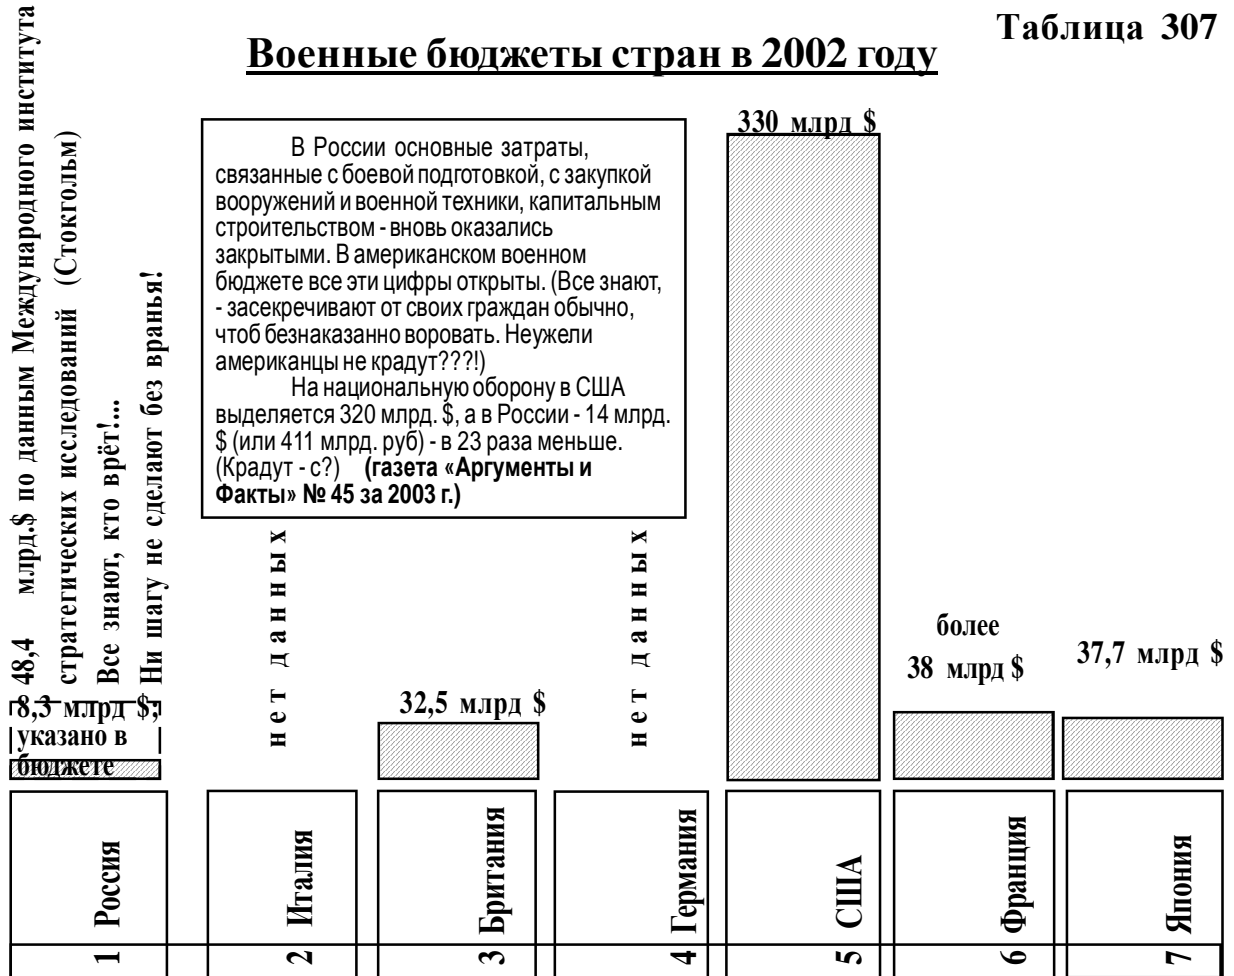 Таблица 307
Военные бюджеты стран в 2002 году
48,4 млрд.$ по данным Международного института
стратегических исследований (Стокгольм)
Все знают, кто врёт!...
Ни шагу не сделают без вранья!
8,3 млрд $;
указано в
бюджете
В России основные затраты,
связанные с боевой подготовкой, с закупкой
вооружений и военной техники, капитальным
строительством - вновь оказались
закрытыми. В американском военном
бюджете все эти цифры открыты. (Все знают,
- засекречивают от своих граждан обычно,
чтоб безнаказанно воровать. Неужели
американцы не крадут???!)
На национальную оборону в США
выделяется 320 млрд. $, а в России - 14 млрд.
$ (или 411 млрд. руб) - в 23 раза меньше.
(Крадут - с?) (газета «Аргументы и
Факты» № 45 за 2003 г.)
нет данных
32,5 млрд $
нет данных
330 млрд $
более
38 млрд $
37,7 млрд $
1 Россия
2 Италия
3 Британия
4 Германия
5 США
6 Франция
7 Япония